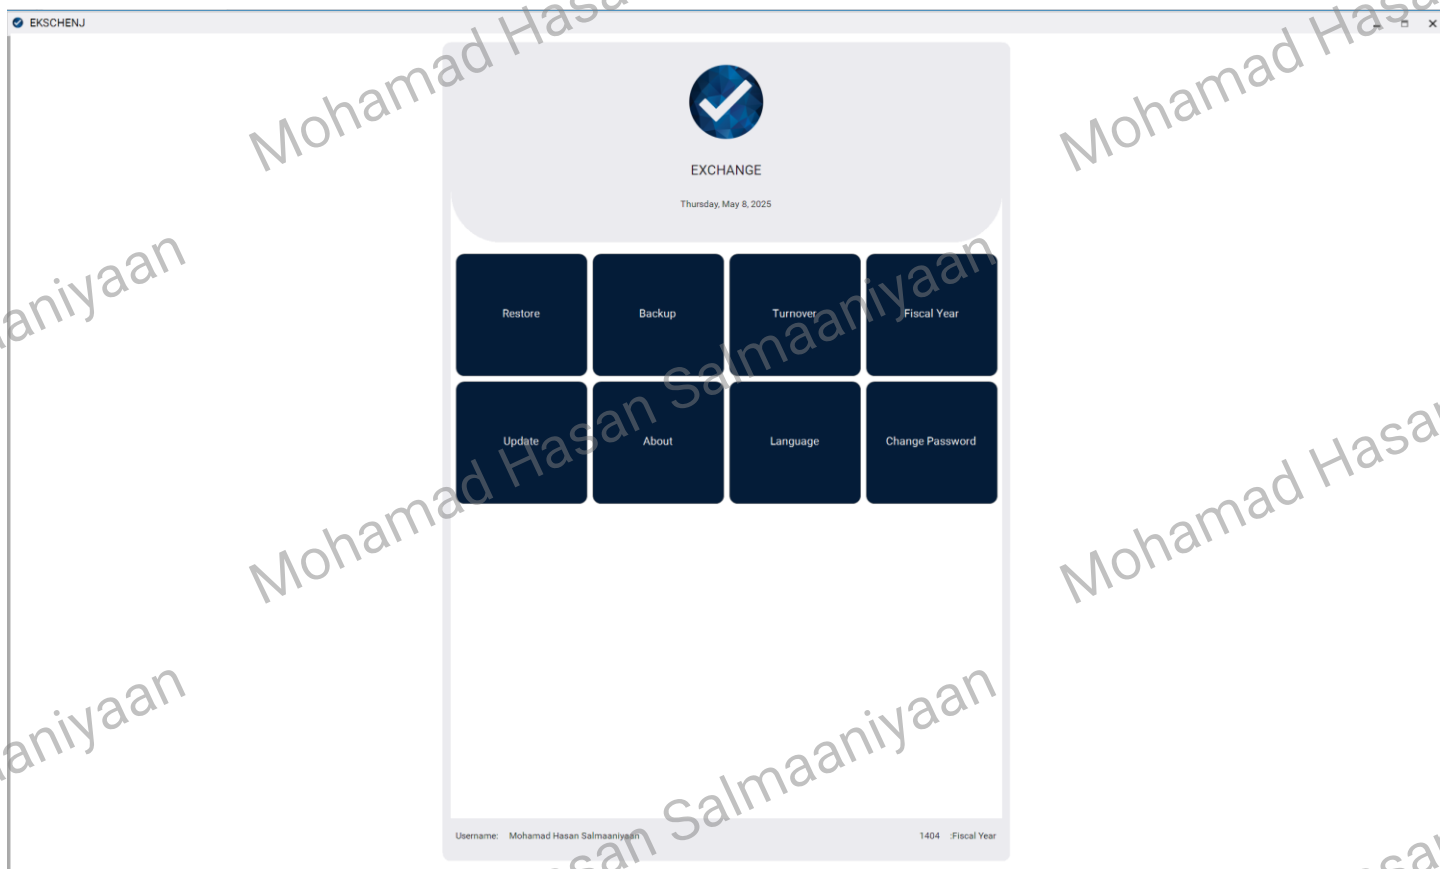 EKSCHENJ
EXCHANGE
Thursday, May 8, 2025
Restore
Backup
Turnover
Fiscal Year
Update
About
Language
Change Password
Username: Mohamad Hasan Salmaaniyaan
1404 :Fiscal Year
Mohamad Hasan Salmaaniyaan